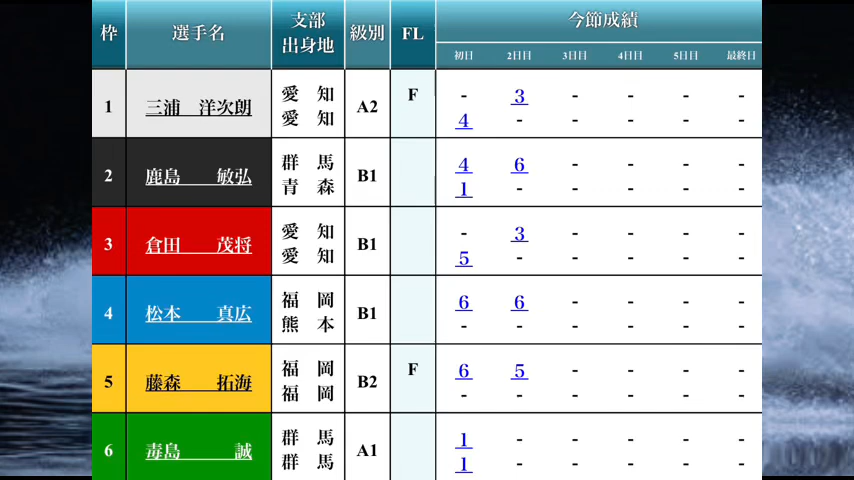 枠 選手名 支部 出身地 級別 FL 今節成績
初日 2日目 3日目 4日目 5日目 最終日
1 三浦 洋次朗 愛知 愛知 A2 F
- 3 - - - -
4 - - - - -
2 鹿島 敏弘 群馬 青森 B1
4 6 - - - -
1 - - - - -
3 倉田 茂将 愛知 愛知 B1
- 3 - - - -
5 - - - - -
4 松本 真広 福岡 熊本 B1
6 6 - - - -
- - - - - -
5 藤森 拓海 福岡 福岡 B2 F
6 5 - - - -
- - - - - -
6 毒島 誠 群馬 群馬 A1
1 - - - - -
1 - - - - -